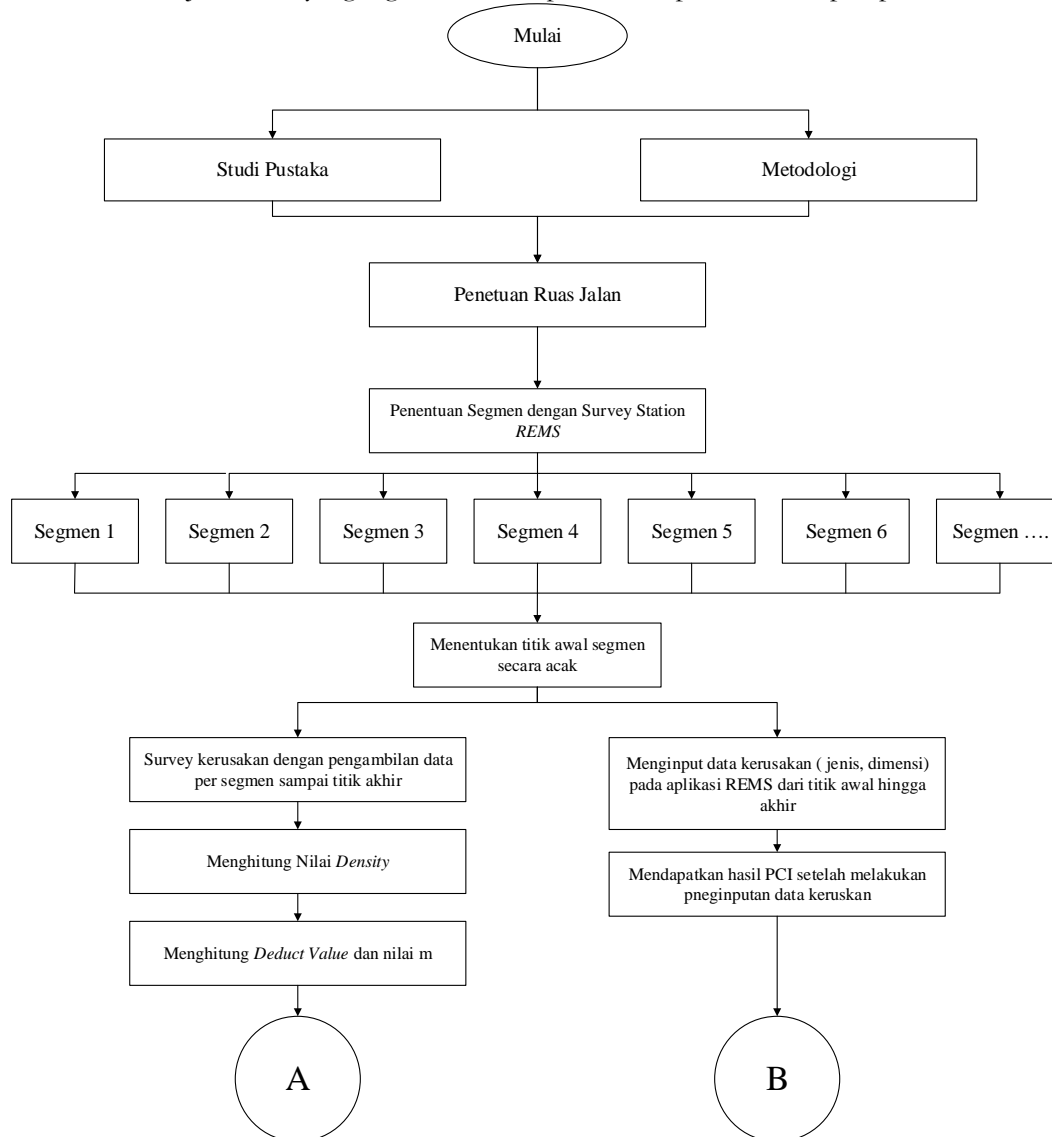 Mulai
Studi Pustaka
Metodologi
Penetuan Ruas Jalan
Penentuan Segmen dengan Survey Station
REMS
Segmen 1
Segmen 2
Segmen 3
Segmen 4
Segmen 5
Segmen 6
Segmen ….
Menentukan titik awal segmen
secara acak
Survey kerusakan dengan pengambilan data
per segmen sampai titik akhir
Menghitung Nilai Density
Menghitung Deduct Value dan nilai m
A
Menginput data kerusakan ( jenis, dimensi)
pada aplikasi REMS dari titik awal hingga
akhir
Mendapatkan hasil PCI setelah melakukan
pneginputan data keruskan
B